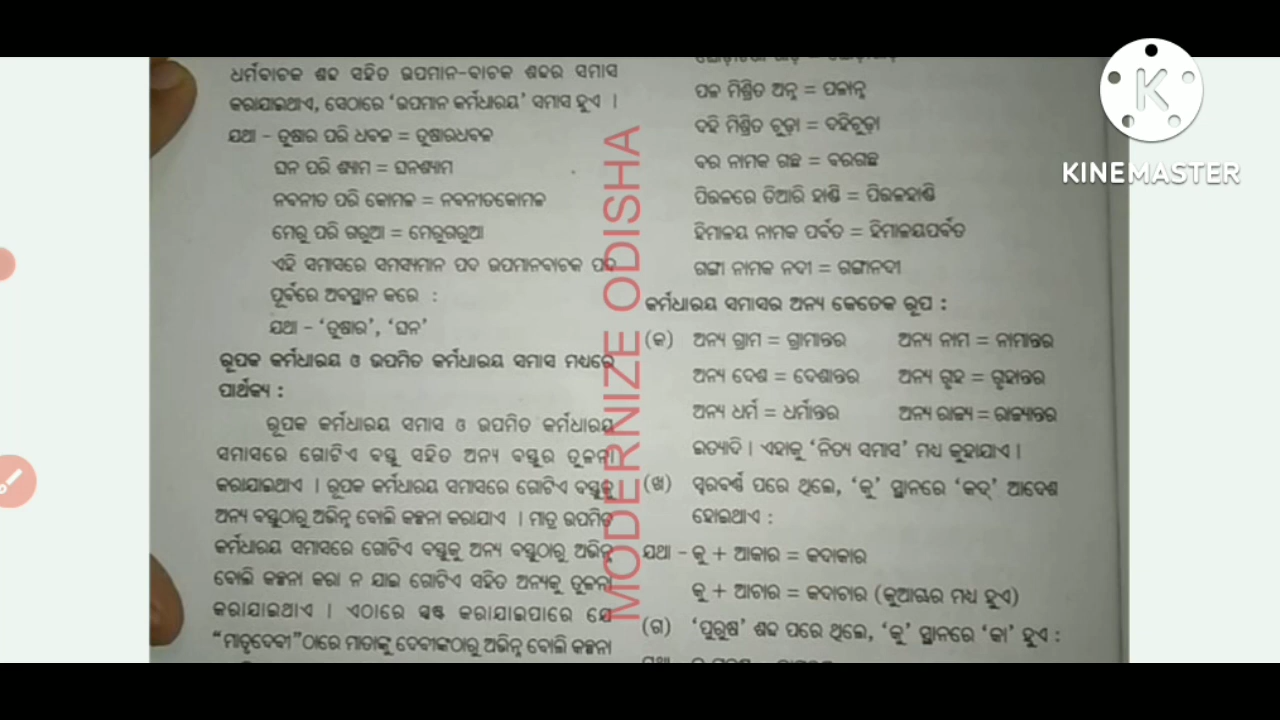 ଧର୍ମବାଚକ ଶବ୍ଦ ସହିତ ଉପମାନ-ବାଚକ ଶବ୍ଦର ସମାସ
କରାଯାଇଥାଏ, ସେଠାରେ ‘ଉପମାନ କର୍ମଧାରୟ’ ସମାସ ହୁଏ ।
ଯଥା - ତୁଷାର ପରି ଧବଳ = ତୁଷାରଧବଳ
ଘନ ପରି ଶ୍ୟାମ = ଘନଶ୍ୟାମ
ନବନୀତ ପରି କୋମଳ = ନବନୀତକୋମଳ
ମେରୁ ପରି ଗରୁଆ = ମେରୁଗରୁଆ
ଏହି ସମାସରେ ସମସ୍ୟମାନ ପଦ ଉପମାନବାଚକ ପଦ
ପୂର୍ବରେ ଅବସ୍ଥାନ କରେ :
ଯଥା - ‘ତୁଷାର’, ‘ଘନ’
ରୂପକ କର୍ମଧାରୟ ଓ ଉପମିତ କର୍ମଧାରୟ ସମାସ ମଧ୍ୟରେ
ପାର୍ଥକ୍ୟ :
ରୂପକ କର୍ମଧାରୟ ସମାସ ଓ ଉପମିତ କର୍ମଧାରୟ
ସମାସରେ ଗୋଟିଏ ବସ୍ତୁ ସହିତ ଅନ୍ୟ ବସ୍ତୁର ତୁଳନା
କରାଯାଇଥାଏ । ରୂପକ କର୍ମଧାରୟ ସମାସରେ ଗୋଟିଏ ବସ୍ତୁକୁ
ଅନ୍ୟ ବସ୍ତୁଠାରୁ ଅଭିନ୍ନ ବୋଲି କଳ୍ପନା କରାଯାଏ । ମାତ୍ର ଉପମିତ
କର୍ମଧାରୟ ସମାସରେ ଗୋଟିଏ ବସ୍ତୁକୁ ଅନ୍ୟ ବସ୍ତୁଠାରୁ ଅଭିନ୍ନ
ବୋଲି କଳ୍ପନା କରା ନ ଯାଇ ଗୋଟିଏ ସହିତ ଅନ୍ୟକୁ ତୁଳନା
କରାଯାଇଥାଏ । ଏଠାରେ ସ୍ପଷ୍ଟ କରାଯାଇପାରେ ଯେ
“ମାତୃଦେବୀ”ଠାରେ ମାତାଙ୍କୁ ଦେବୀଙ୍କଠାରୁ ଅଭିନ୍ନ ବୋଲି କଳ୍ପନା
ପଳ ମିଶ୍ରିତ ଅନ୍ନ = ପଳାନ୍ନ
ଦହି ମିଶ୍ରିତ ଚୁଡ଼ା = ଦହିଚୁଡ଼ା
ବର ନାମକ ଗଛ = ବରଗଛ
ପିତ୍ତଳରେ ତିଆରି ହାଣ୍ଡି = ପିତ୍ତଳହାଣ୍ଡି
ହିମାଳୟ ନାମକ ପର୍ବତ = ହିମାଳୟପର୍ବତ
ଗଙ୍ଗା ନାମକ ନଦୀ = ଗଙ୍ଗାନଦୀ
କର୍ମଧାରୟ ସମାସର ଅନ୍ୟ କେତେକ ରୂପ :
(କ) ଅନ୍ୟ ଗ୍ରାମ = ଗ୍ରାମାନ୍ତର ଅନ୍ୟ ନାମ = ନାମାନ୍ତର
ଅନ୍ୟ ଦେଶ = ଦେଶାନ୍ତର ଅନ୍ୟ ଗୃହ = ଗୃହାନ୍ତର
ଅନ୍ୟ ଧର୍ମ = ଧର୍ମାନ୍ତର ଅନ୍ୟ ରାଜ୍ୟ = ରାଜ୍ୟାନ୍ତର
ଇତ୍ୟାଦି । ଏହାକୁ ‘ନିତ୍ୟ ସମାସ’ ମଧ୍ୟ କୁହାଯାଏ ।
(ଖ) ସ୍ୱରବର୍ଣ୍ଣ ପରେ ଥିଲେ, ‘କୁ’ ସ୍ଥାନରେ ‘କଦ୍’ ଆଦେଶ
ହୋଇଥାଏ :
ଯଥା - କୁ + ଆକାର = କଦାକାର
କୁ + ଆଚାର = କଦାଚାର (କୁଆଚାର ମଧ୍ୟ ହୁଏ)
(ଗ) ‘ପୁରୁଷ’ ଶବ୍ଦ ପରେ ଥିଲେ, ‘କୁ’ ସ୍ଥାନରେ ‘କା’ ହୁଏ :
MODERNIZE ODISHA
K
KINEMASTER